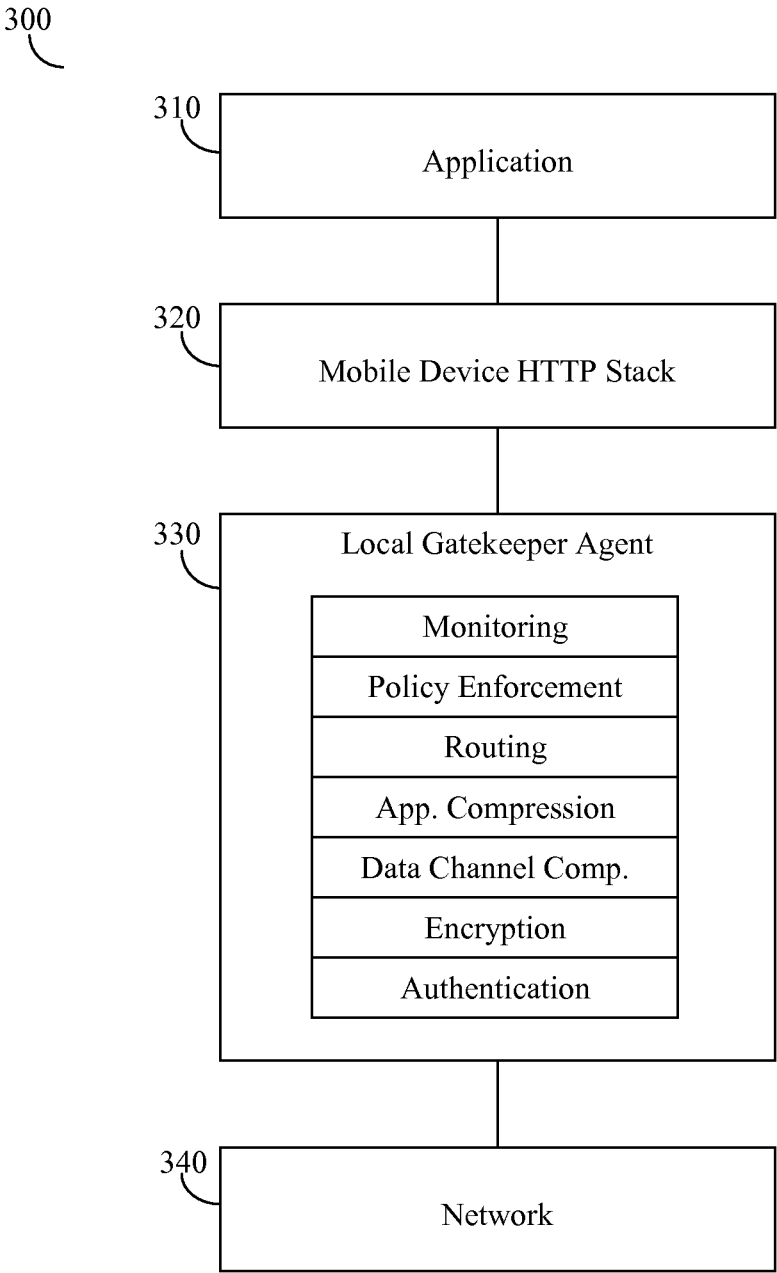 300
310
Application
320
Mobile Device HTTP Stack
330
Local Gatekeeper Agent
Monitoring
Policy Enforcement
Routing
App. Compression
Data Channel Comp.
Encryption
Authentication
340
Network